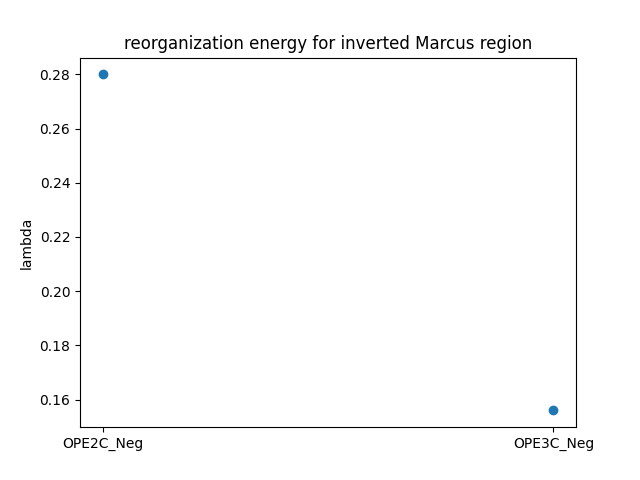 reorganization energy for inverted Marcus region
0.28
0.26
0.24
0.22
0.20
0.18
0.16
lambda
OPE2C_Neg
OPE3C_Neg